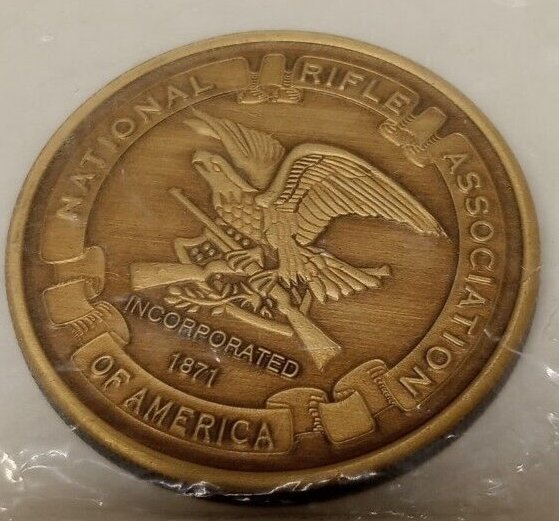 NATIONAL RIFLE ASSOCIATION
OF AMERICA
INCORPORATED
1871